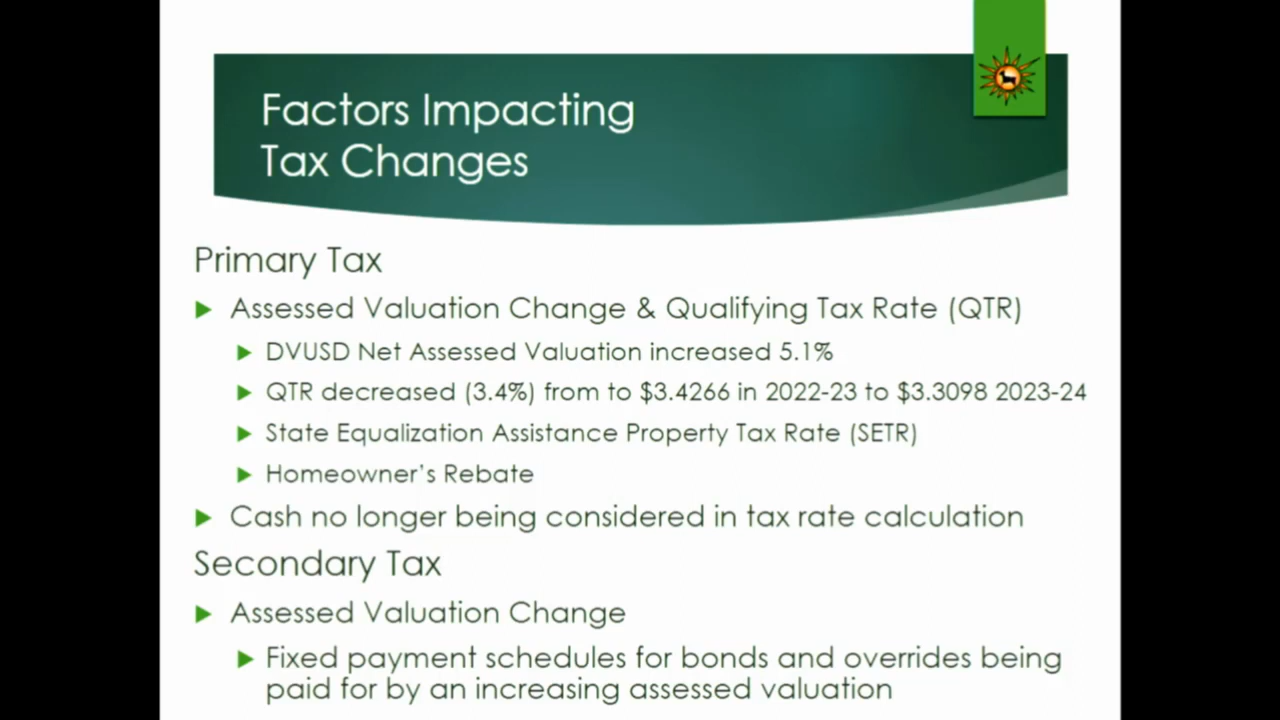 Factors Impacting
Tax Changes
Primary Tax
Assessed Valuation Change & Qualifying Tax Rate (QTR)
DVUSD Net Assessed Valuation increased 5.1%
QTR decreased (3.4%) from to $3.4266 in 2022-23 to $3.3098 2023-24
State Equalization Assistance Property Tax Rate (SETR)
Homeowner's Rebate
Cash no longer being considered in tax rate calculation
Secondary Tax
Assessed Valuation Change
Fixed payment schedules for bonds and overrides being
paid for by an increasing assessed valuation